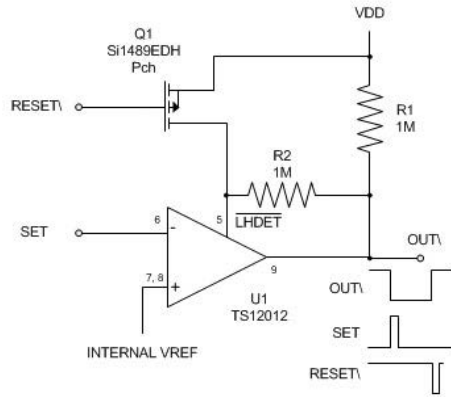 VDD
Q1
Si1489EDH
Pch
RESET\
R1
1M
R2
1M
5
LHDET
SET
6
-
OUT\
9
7, 8
+
OUT\
U1
TS12012
SET
INTERNAL VREF
RESET\